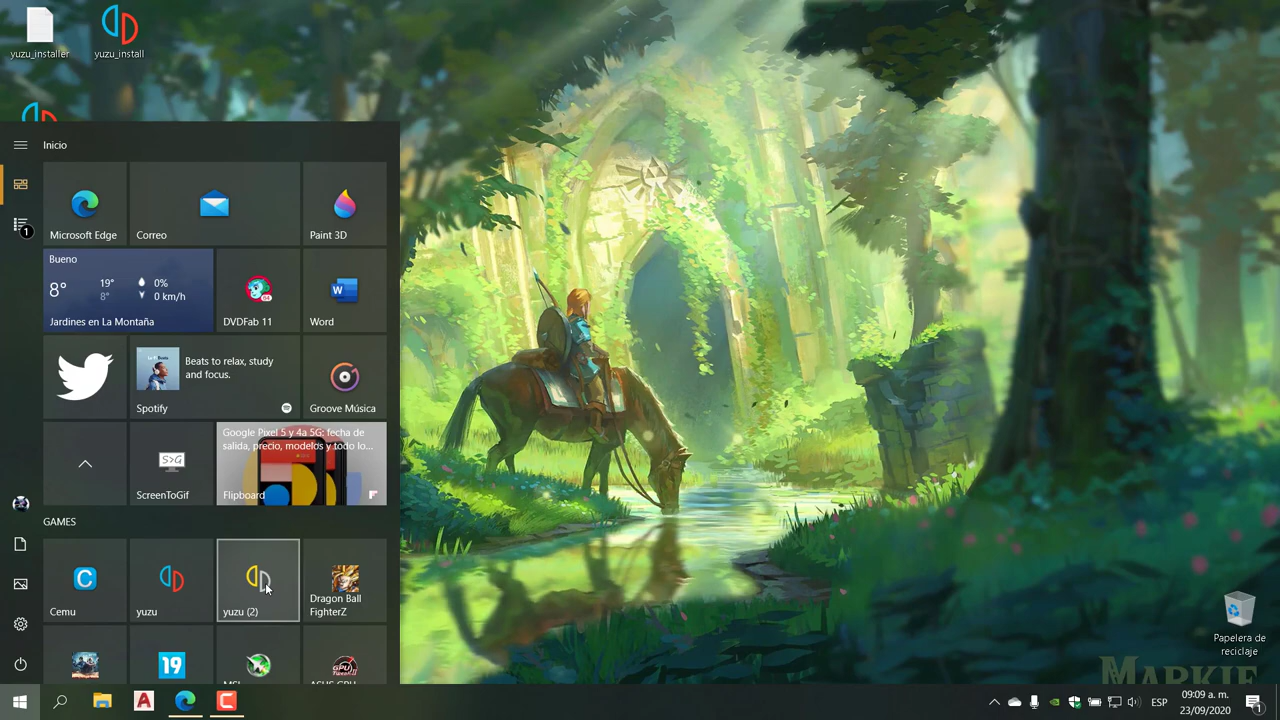 yuzu_installer
yuzu_install
Inicio
Microsoft Edge
Correo
Paint 3D
Bueno
8°
19°
8°
0%
0 km/h
Jardines en La Montaña
DVDFab 11
Word
Beats to relax, study
and focus.
Spotify
Groove Música
1
S>G
ScreenToGif
Google Pixel 5 y 4a 5G: fecha de
salida, precio, modelos y todo lo...
Flipboard
GAMES
C
Cemu
yuzu
yuzu (2)
Dragon Ball
FighterZ
19
MARKIE
Papelera de
reciclaje
ESP
09:09 a. m.
23/09/2020
1